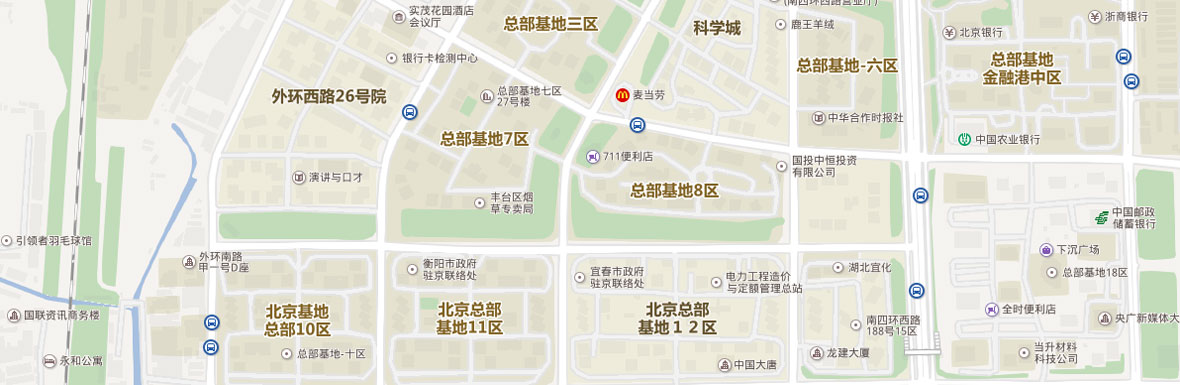 (南四环西路营业厅)
实茂花园酒店
会议厅
总部基地三区
科学城
鹿王羊绒
浙商银行
北京银行
银行卡检测中心
总部基地-六区
总部基地
金融港中区
外环西路26号院
总部基地七区
27号楼
麦当劳
中华合作时报社
总部基地7区
中国农业银行
711便利店
国投中恒投资
有限公司
演讲与口才
总部基地8区
丰台区烟
草专卖局
中国邮政
储蓄银行
引领者羽毛球馆
下沉广场
外环南路
甲一号D座
衡阳市政府
驻京联络处
宜春市政府
驻京联络处
电力工程造价
与定额管理总站
湖北宜化
总部基地18区
国联资讯商务楼
北京基地
总部10区
北京总部
基地11区
北京总部
基地１２区
南四环西路
188号15区
全时便利店
央广新媒体大
永和公寓
总部基地-十区
中国大唐
龙建大厦
当升材料
科技公司